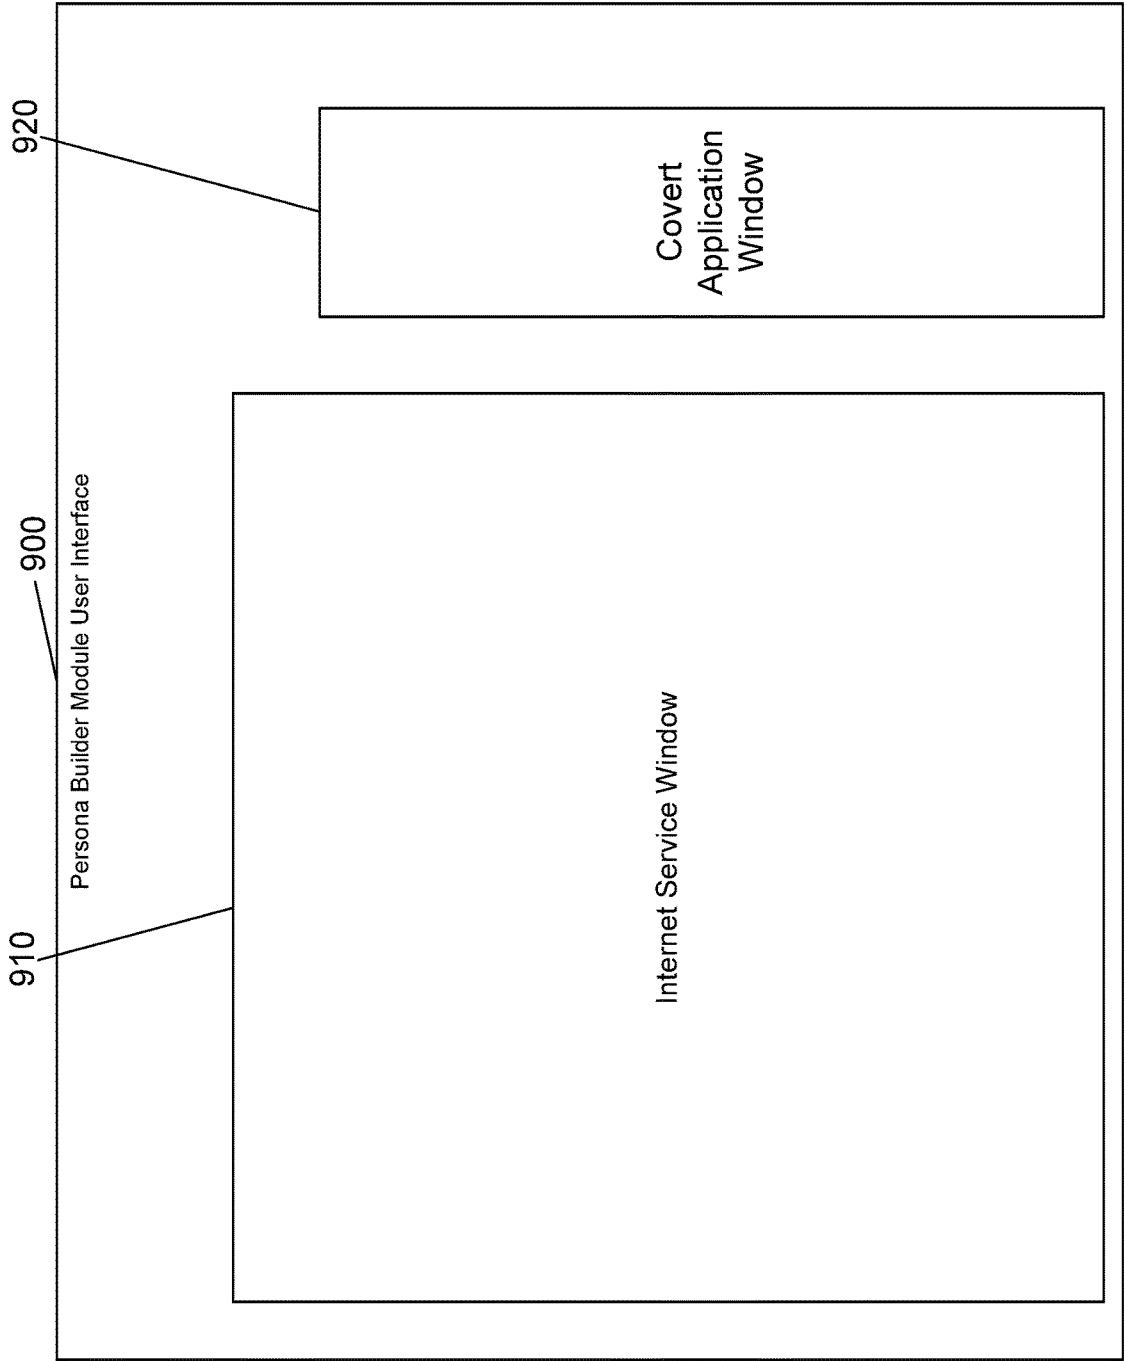 900
Persona Builder Module User Interface
910
Internet Service Window
920
Covert
Application
Window